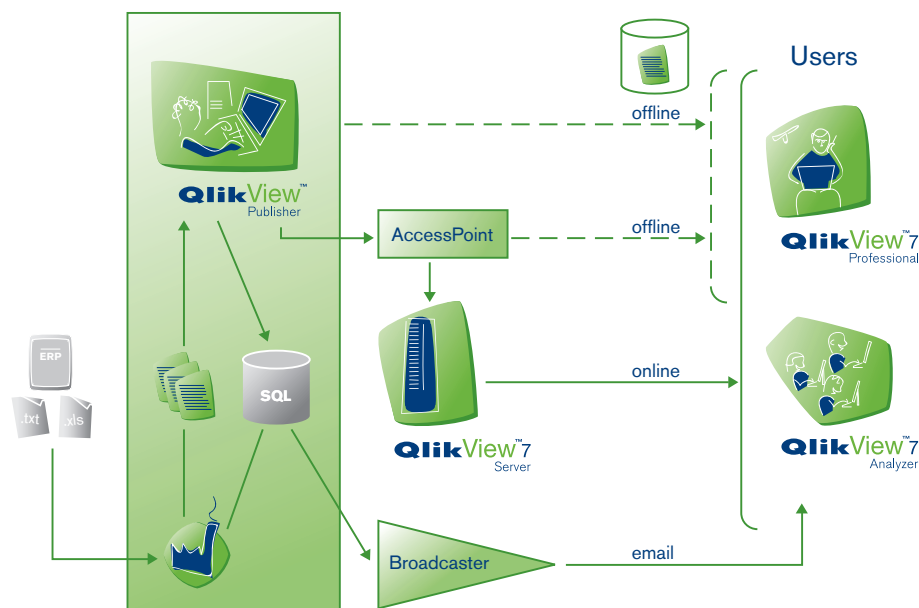 Users
offline
QlikView™
Publisher
AccessPoint
offline
QlikView™7
Professional
ERP
.txt
.xls
SQL
online
QlikView™7
Server
QlikView™7
Analyzer
Broadcaster
email